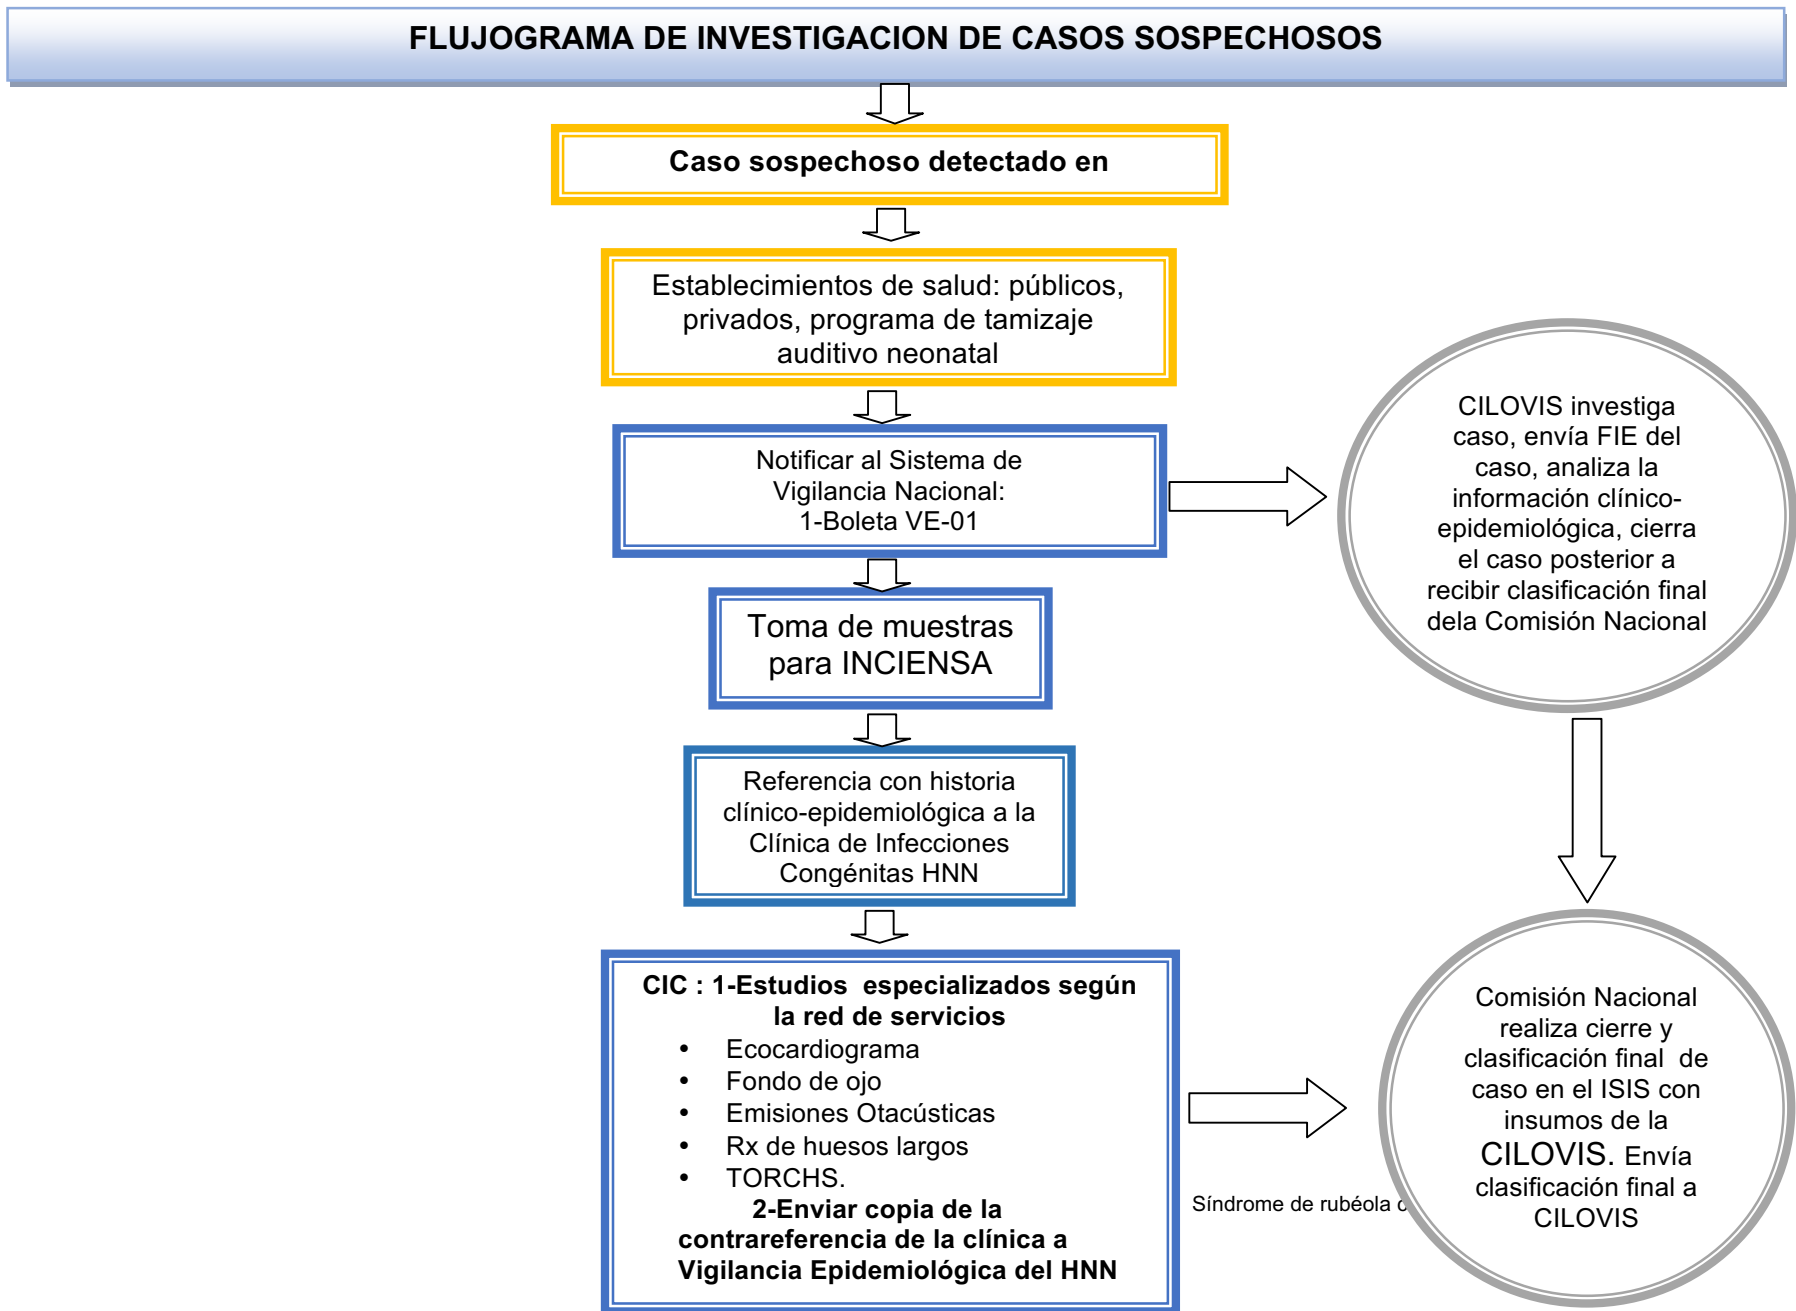 FLUJOGRAMA DE INVESTIGACION DE CASOS SOSPECHOSOS
Caso sospechoso detectado en
Establecimientos de salud: públicos,
privados, programa de tamizaje
auditivo neonatal
Notificar al Sistema de
Vigilancia Nacional:
1-Boleta VE-01
CILOVIS investiga
caso, envía FIE del
caso, analiza la
información clínico-
epidemiológica, cierra
el caso posterior a
recibir clasificación final
dela Comisión Nacional
Toma de muestras
para INCIENSA
Referencia con historia
clínico-epidemiológica a la
Clínica de Infecciones
Congénitas HNN
CIC : 1-Estudios especializados según
la red de servicios
• Ecocardiograma
• Fondo de ojo
• Emisiones Otacústicas
• Rx de huesos largos
• TORCHS.
2-Enviar copia de la
contrareferencia de la clínica a
Vigilancia Epidemiológica del HNN
Síndrome de rubéola
Comisión Nacional
realiza cierre y
clasificación final de
caso en el ISIS con
insumos de la
CILOVIS. Envía
clasificación final a
CILOVIS